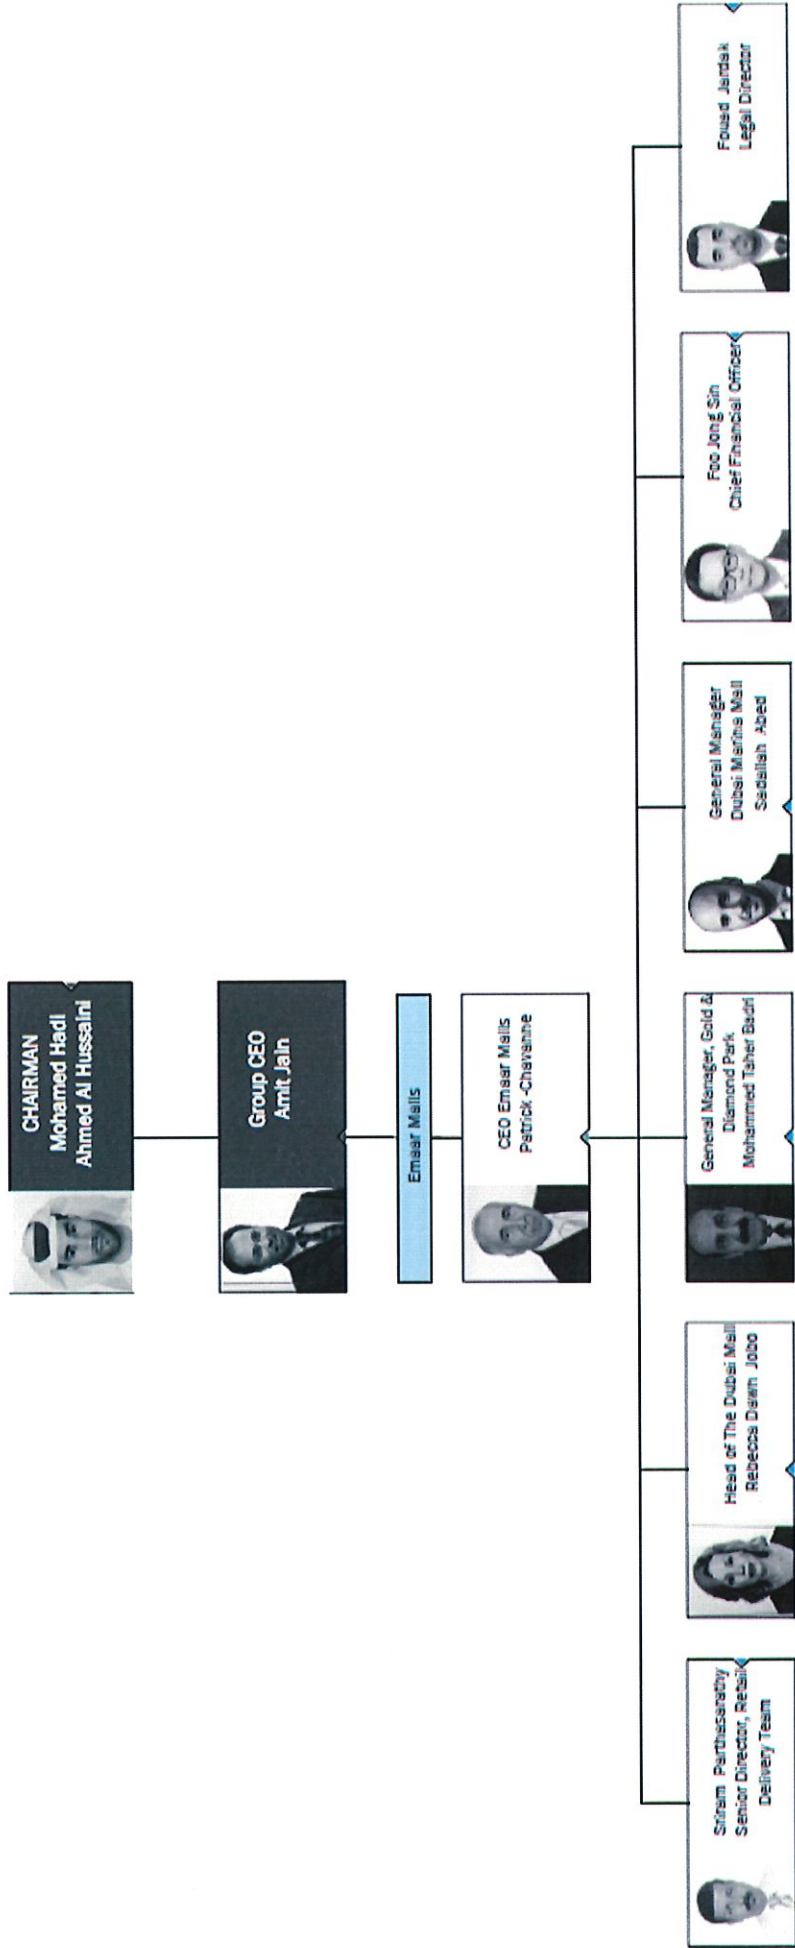 CHAIRMAN
Mohamed Hadi
Ahmed Al Hussaini
Group CEO
Amit Jain
Emaar Malls
CEO Emaar Malls
Patrick -Chavanne
Sriram Parthasarathy
Senior Director, Retail
Delivery Team
Head of The Dubai Mall
Rebecca Dawn Jobo
General Manager, Gold &
Diamond Park
Mohammed Taher Badri
General Manager
Dubai Marina Mall
Sadallah Abed
Foo Jong Sin
Chief Financial Officer
Fouad Jardak
Legal Director